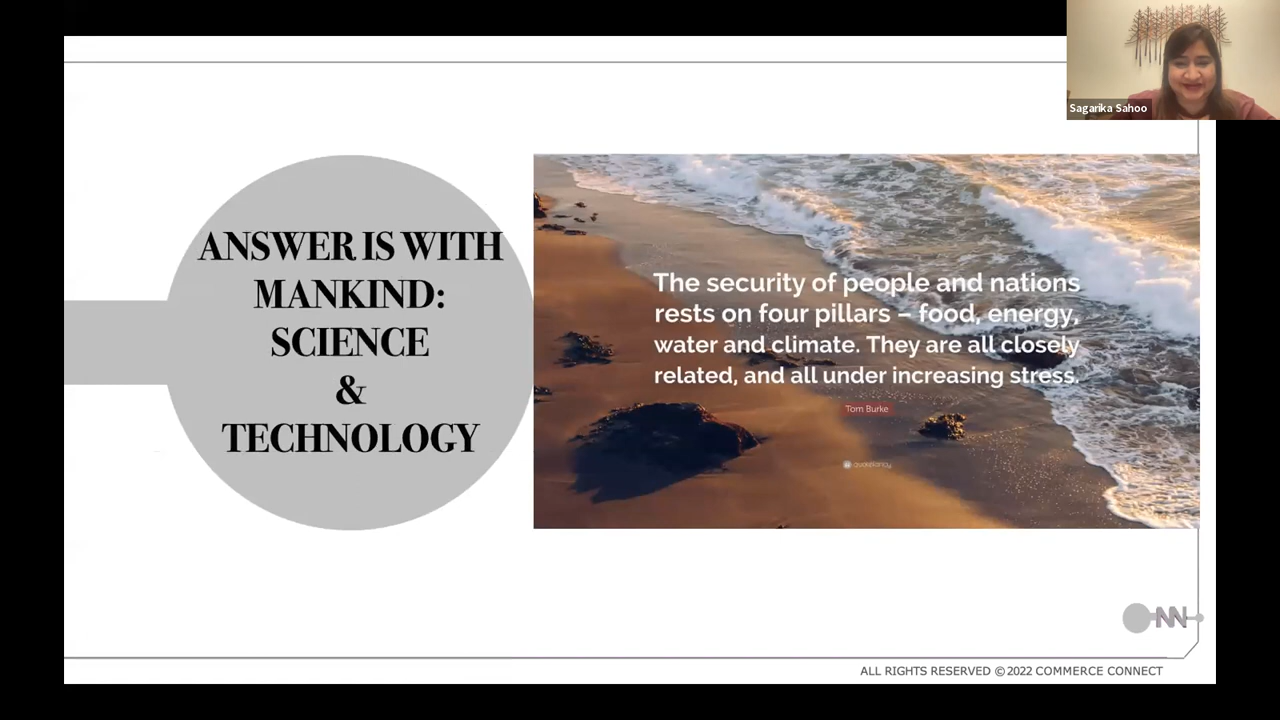 Sagarika Sahoo
ANSWER IS WITH
MANKIND:
SCIENCE
&
TECHNOLOGY
The security of people and nations
rests on four pillars – food, energy,
water and climate. They are all closely
related, and all under increasing stress.
Tom Burke
quotefancy
NN
ALL RIGHTS RESERVED ©2022 COMMERCE CONNECT